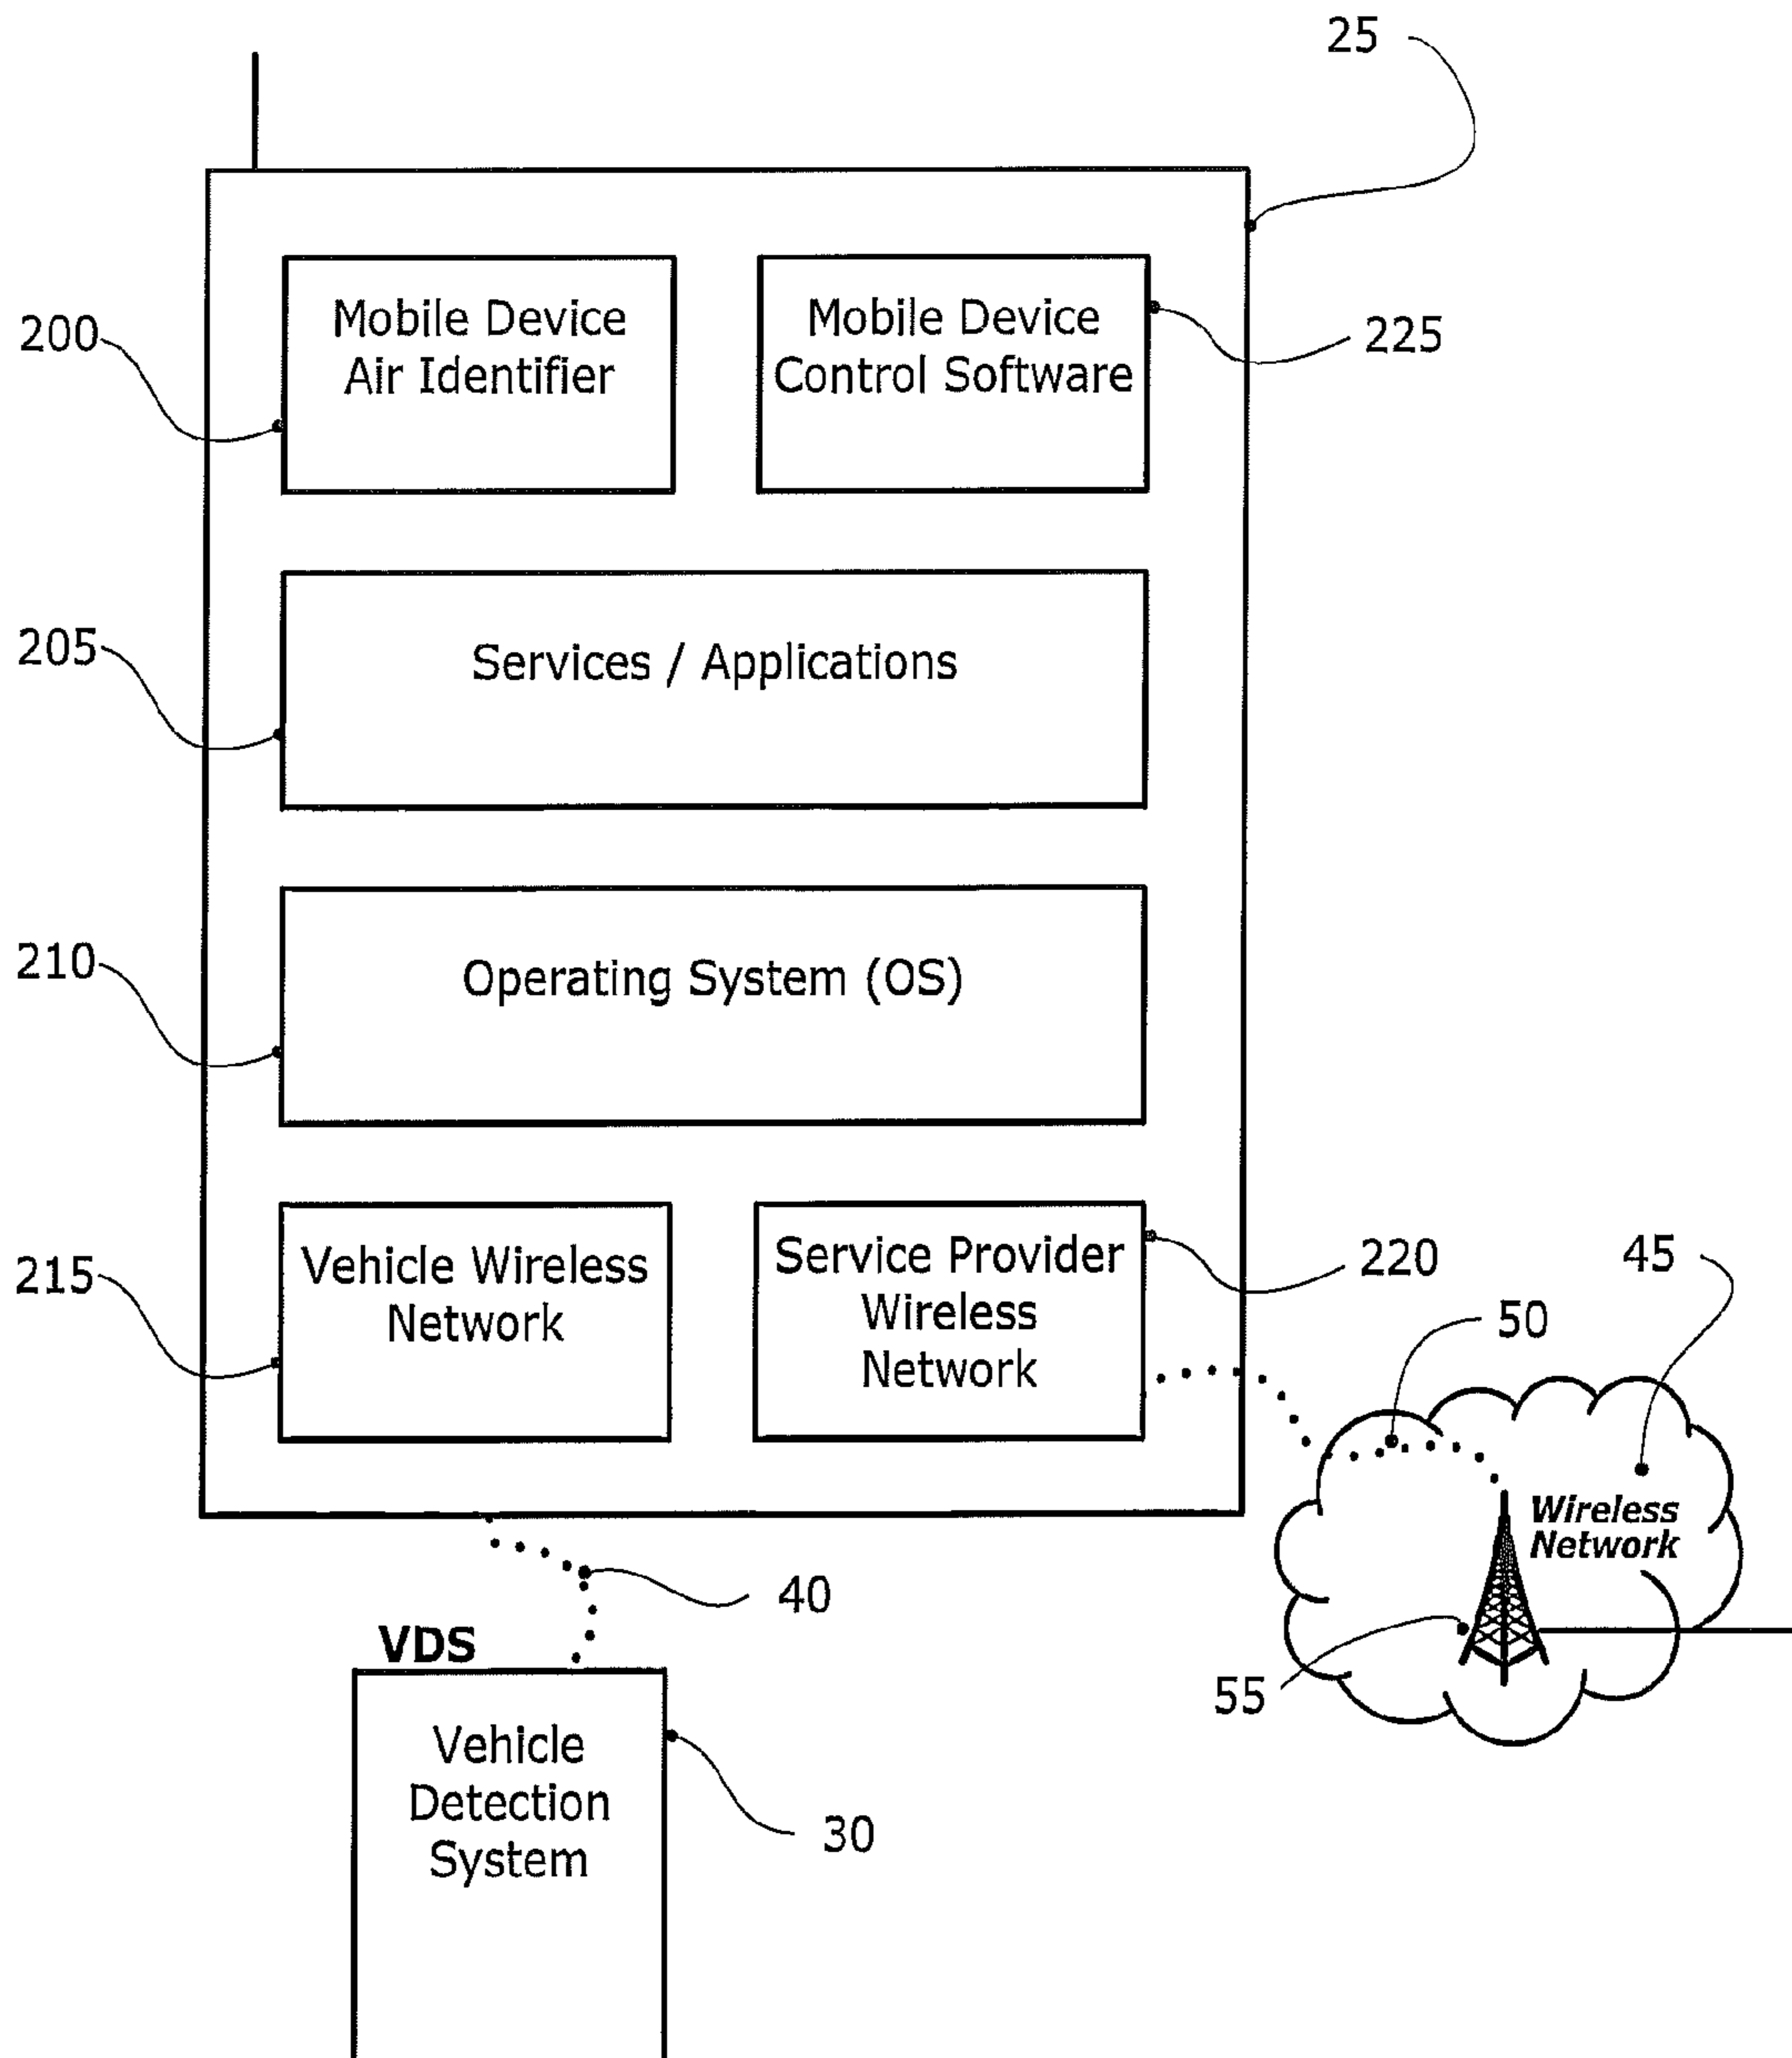 25
200
Mobile Device
Air Identifier
Mobile Device
Control Software
225
205
Services / Applications
210
Operating System (OS)
215
Vehicle Wireless
Network
Service Provider
Wireless
Network
220
45
50
Wireless
Network
40
55
VDS
Vehicle
Detection
System
30